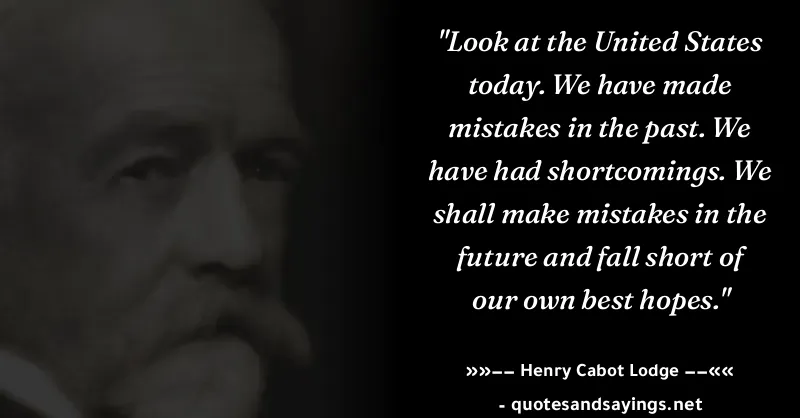 "Look at the United States
today. We have made
mistakes in the past. We
have had shortcomings. We
shall make mistakes in the
future and fall short of
our own best hopes."
»»–– Henry Cabot Lodge ––««
- quotesandsayings.net